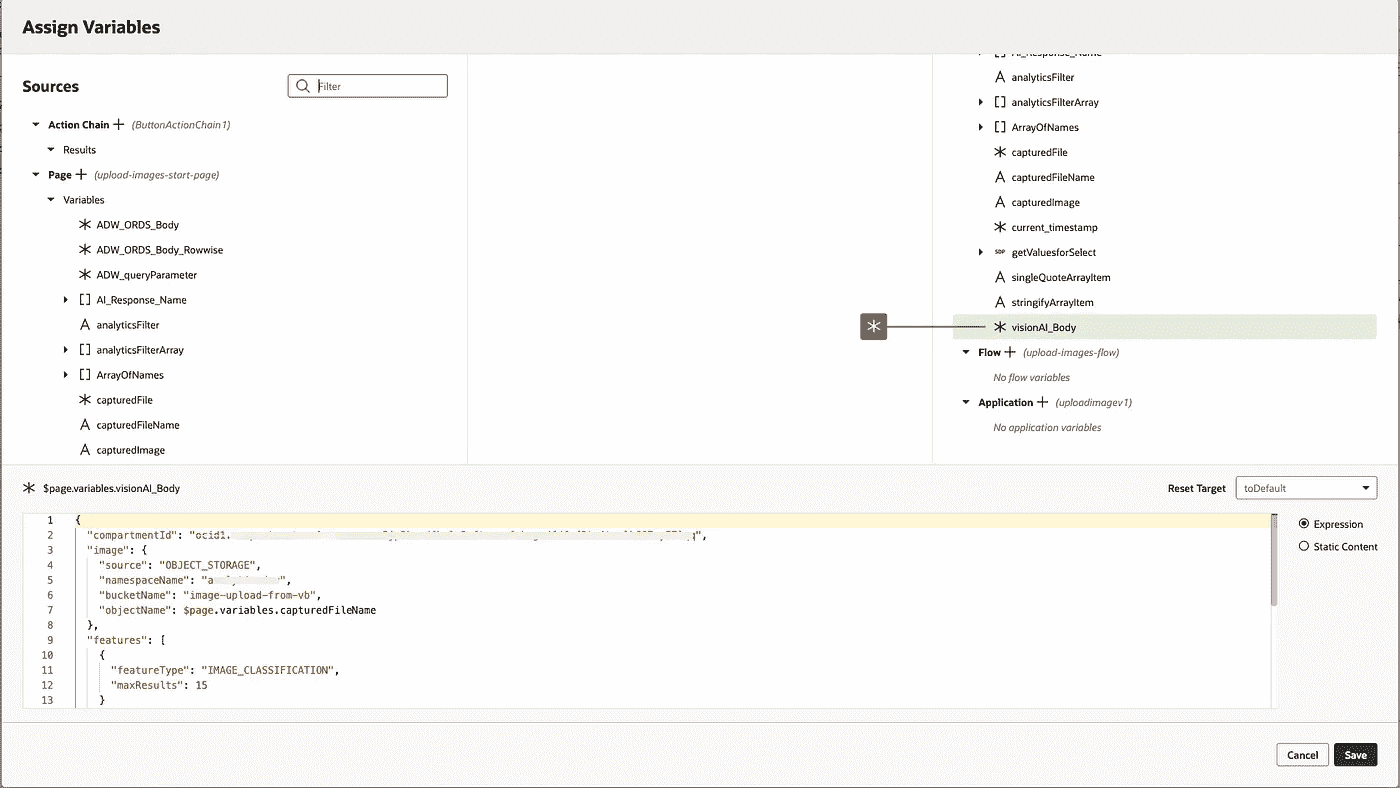 Assign Variables
Sources
Filter
Action Chain (ButtonActionChain1)
Results
Page (upload-images-start-page)
Variables
ADW_ORDS_Body
ADW_ORDS_Body_Rowwise
ADW_queryParameter
AI_Response_Name
A analyticsFilter
[ ] analyticsFilterArray
[ ] ArrayOfNames
capturedFile
A capturedFileName
A capturedImage
AI_Response_Name
A analyticsFilter
[ ] analyticsFilterArray
[ ] ArrayOfNames
capturedFile
A capturedFileName
A capturedImage
current_timestamp
SDP getValuesforSelect
A singleQuoteArrayItem
A stringifyArrayItem
visionAI_Body
Flow (upload-images-flow)
No flow variables
Application (uploadimagev1)
No application variables
$page.variables.visionAI_Body
Reset Target toDefault
1 {
2 "compartmentId": "ocid1.
3 "image": {
4 "source": "OBJECT_STORAGE",
5 "namespaceName": "a
6 "bucketName": "image-upload-from-vb",
7 "objectName": $page.variables.capturedFileName
8 },
9 "features": [
10 {
11 "featureType": "IMAGE_CLASSIFICATION",
12 "maxResults": 15
13 }
Expression
Static Content
Cancel Save